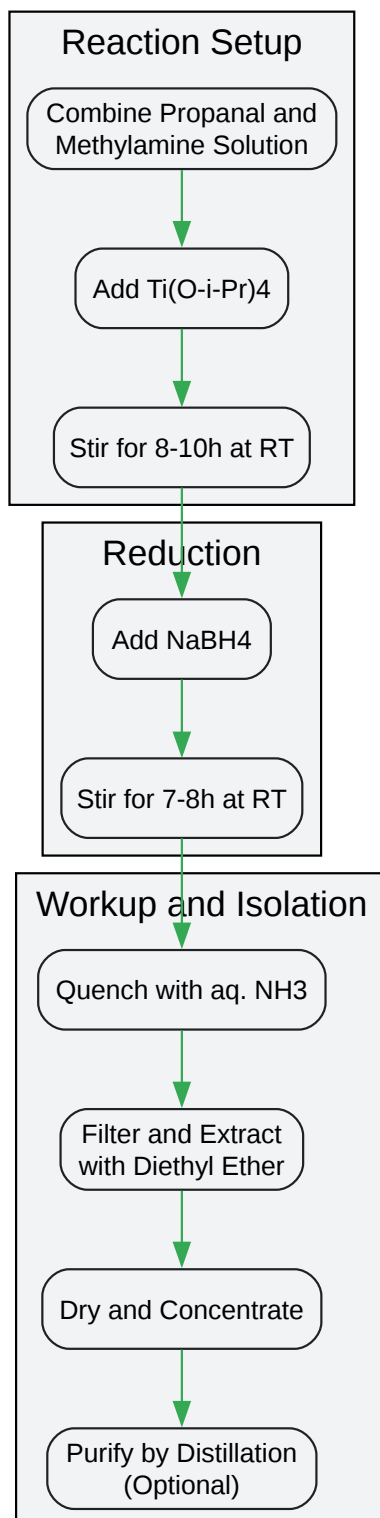 Reaction Setup
Combine Propanal and
Methylamine Solution
Add Ti(O-i-Pr)4
Stir for 8-10h at RT
Reduction
Add NaBH4
Stir for 7-8h at RT
Workup and Isolation
Quench with aq. NH3
Filter and Extract
with Diethyl Ether
Dry and Concentrate
Purify by Distillation
(Optional)